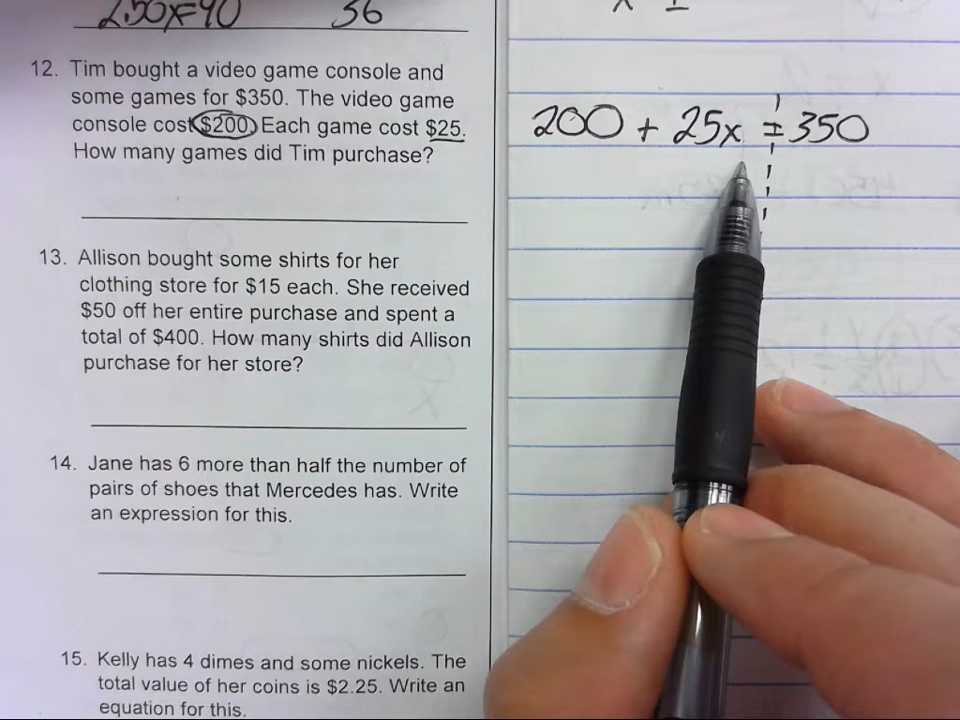 2.50x=90 36
12. Tim bought a video game console and
some games for $350. The video game
console cost $200. Each game cost $25.
How many games did Tim purchase?
13. Allison bought some shirts for her
clothing store for $15 each. She received
$50 off her entire purchase and spent a
total of $400. How many shirts did Allison
purchase for her store?
14. Jane has 6 more than half the number of
pairs of shoes that Mercedes has. Write
an expression for this.
15. Kelly has 4 dimes and some nickels. The
total value of her coins is $2.25. Write an
equation for this.
200 + 25x = 350